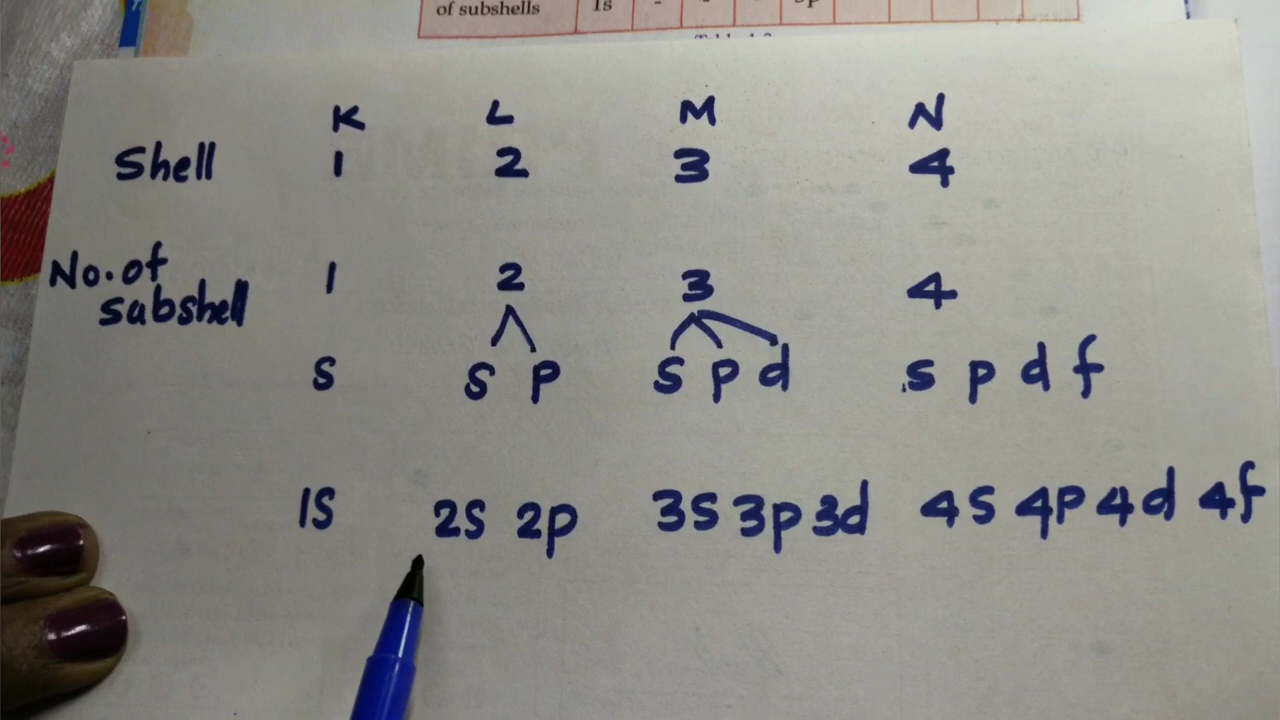 of subshells 1s - -
K L M N
Shell 1 2 3 4
No. of 1 2 3 4
subshell
s s p s p d s p d f
1s 2s 2p 3s 3p 3d 4s 4p 4d 4f